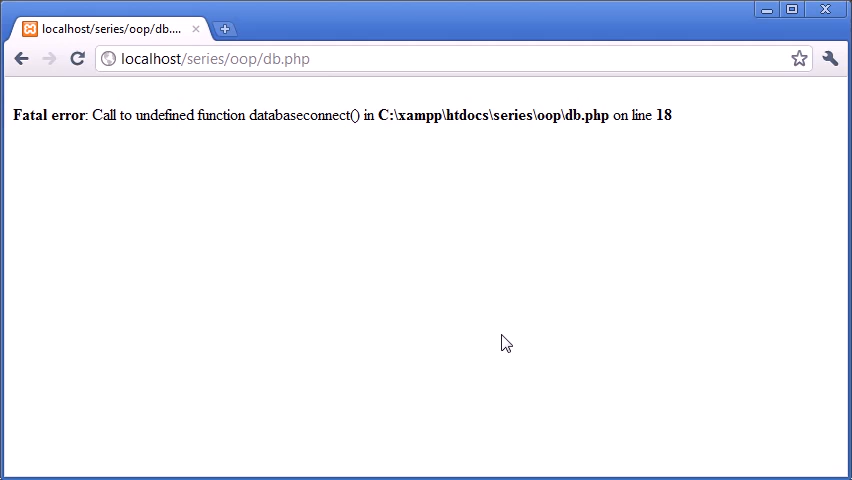 localhost/series/oop/db....
localhost/series/oop/db.php
Fatal error: Call to undefined function databaseconnect() in C:\xampp\htdocs\series\oop\db.php on line 18